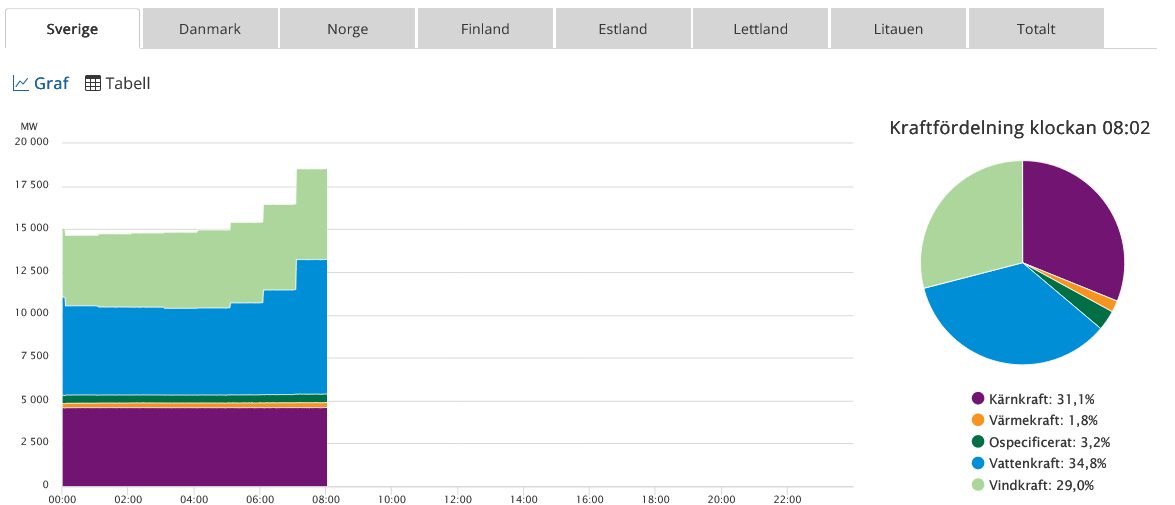 Sverige Danmark Norge Finland Estland Lettland Litauen Totalt
Graf Tabell
MW
20 000
17 500
15 000
12 500
10 000
7 500
5 000
2 500
0
00:00 02:00 04:00 06:00 08:00 10:00 12:00 14:00 16:00 18:00 20:00 22:00
Kraftfördelning klockan 08:02
Kärnkraft: 31,1%
Värmekraft: 1,8%
Ospecificerat: 3,2%
Vattenkraft: 34,8%
Vindkraft: 29,0%